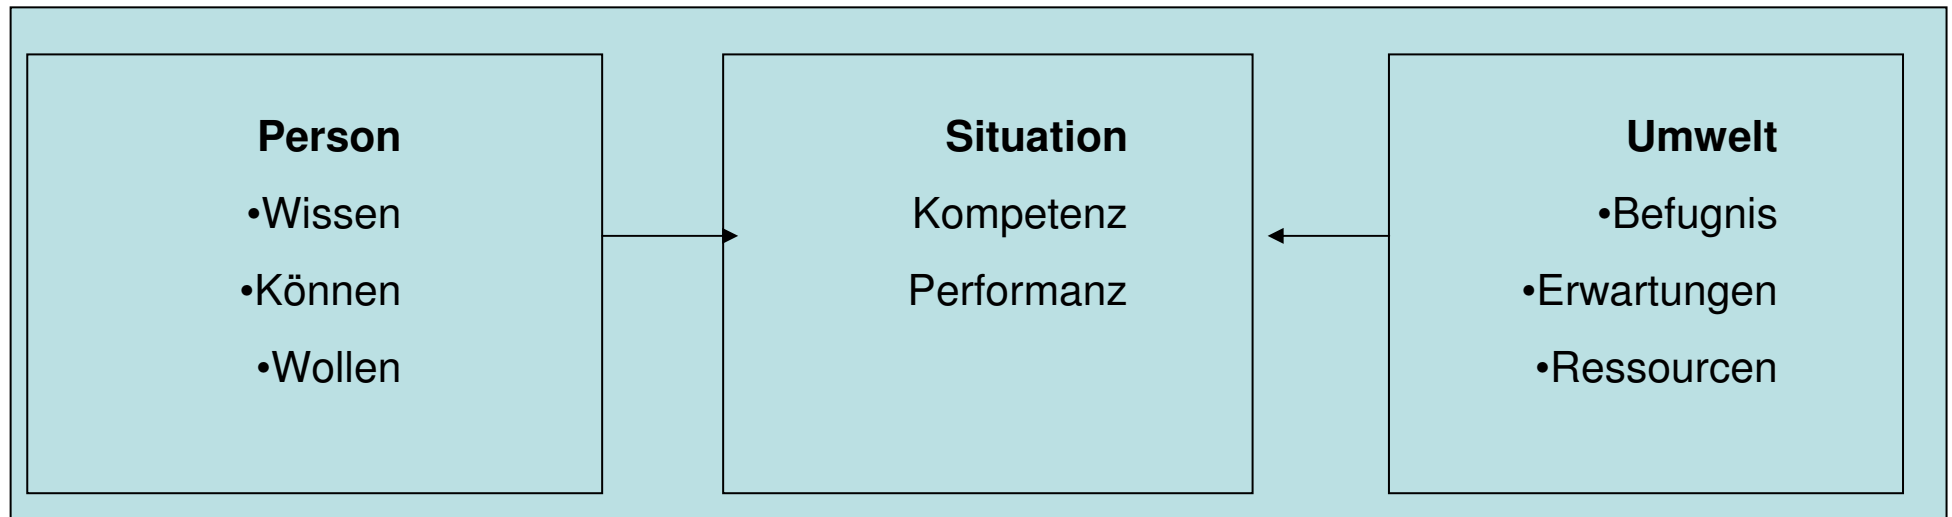 Person
•Wissen
•Können
•Wollen
Situation
Kompetenz
Performanz
Umwelt
•Befugnis
•Erwartungen
•Ressourcen